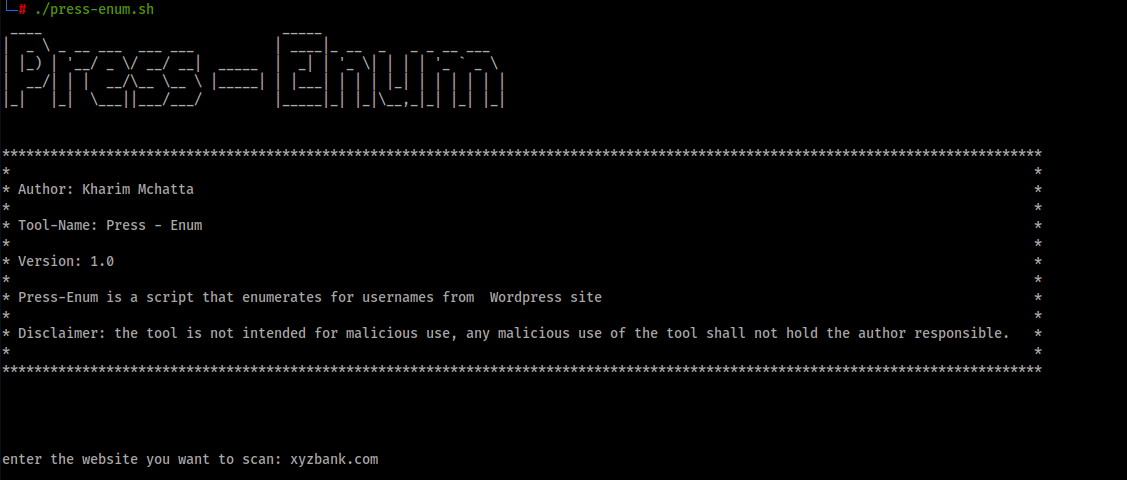 # ./press-enum.sh
Press - Enum
*************************************************************************************************************************************
* *
* Author: Kharim Mchatta *
* *
* Tool-Name: Press - Enum *
* *
* Version: 1.0 *
* *
* Press-Enum is a script that enumerates for usernames from  Wordpress site *
* *
* Disclaimer: the tool is not intended for malicious use, any malicious use of the tool shall not hold the author responsible. *
* *
*************************************************************************************************************************************
enter the website you want to scan: xyzbank.com